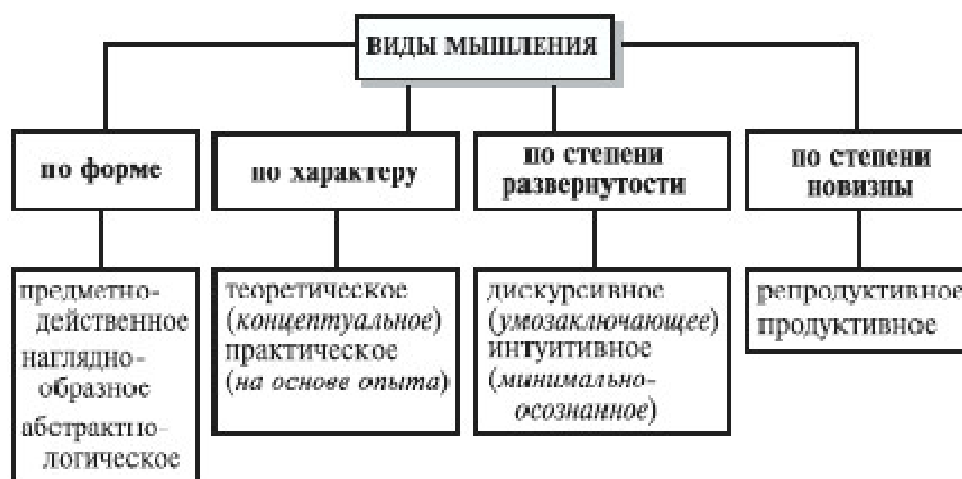 ВИДЫ МЫШЛЕНИЯ
по форме
по характеру
по степени
развернутости
по степени
новизны
предметно-
действенное
наглядно-
образное
абстрактно-
логическое
теоретическое
(концептуальное)
практическое
(на основе опыта)
дискурсивное
(умозаключающее)
интуитивное
(минимально-
осознанное)
репродуктивное
продуктивное